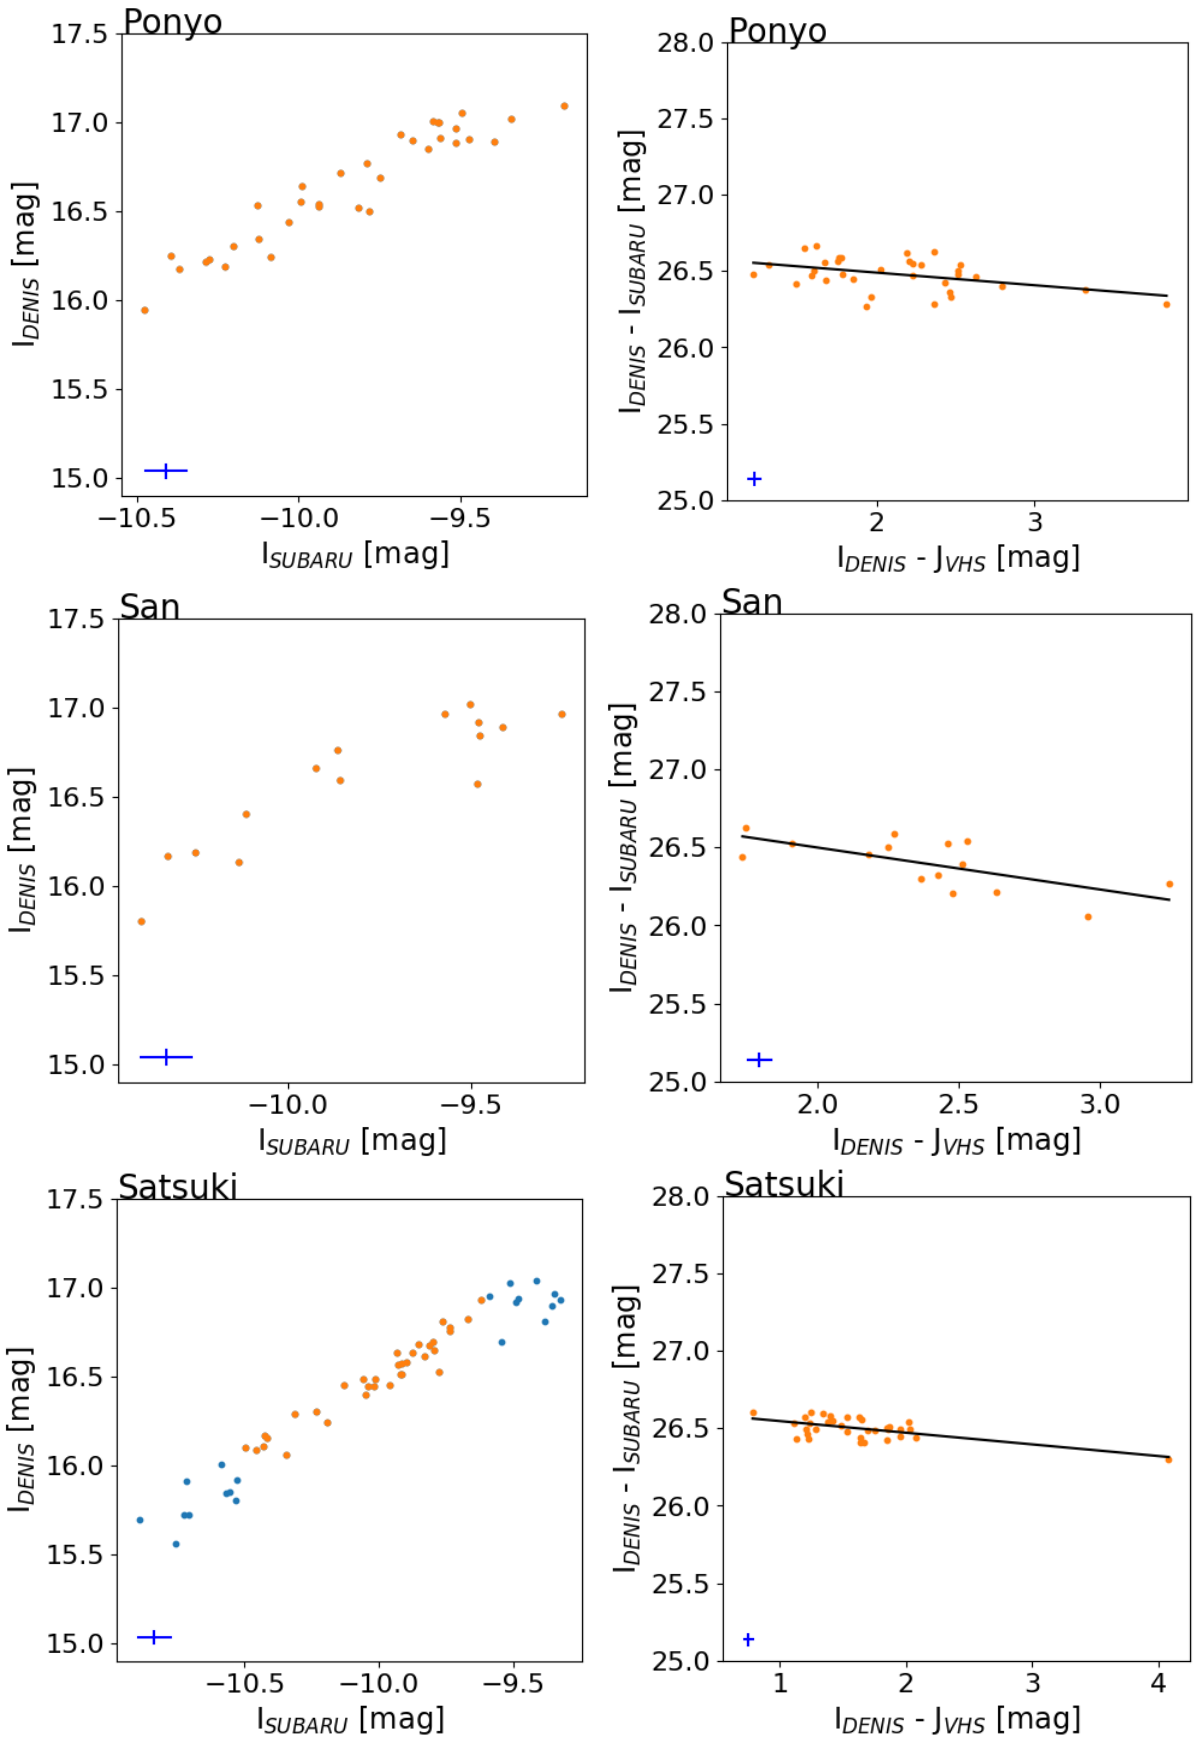 Ponyo
17.5
17.0
16.5
16.0
15.5
15.0
I_DENIS [mag]
−10.5 −10.0 −9.5
I_SUBARU [mag]
Ponyo
28.0
27.5
27.0
26.5
26.0
25.5
25.0
I_DENIS - I_SUBARU [mag]
2 3
I_DENIS - J_VHS [mag]
San
17.5
17.0
16.5
16.0
15.5
15.0
I_DENIS [mag]
−10.0 −9.5
I_SUBARU [mag]
San
28.0
27.5
27.0
26.5
26.0
25.5
25.0
I_DENIS - I_SUBARU [mag]
2.0 2.5 3.0
I_DENIS - J_VHS [mag]
Satsuki
17.5
17.0
16.5
16.0
15.5
15.0
I_DENIS [mag]
−10.5 −10.0 −9.5
I_SUBARU [mag]
Satsuki
28.0
27.5
27.0
26.5
26.0
25.5
25.0
I_DENIS - I_SUBARU [mag]
1 2 3 4
I_DENIS - J_VHS [mag]